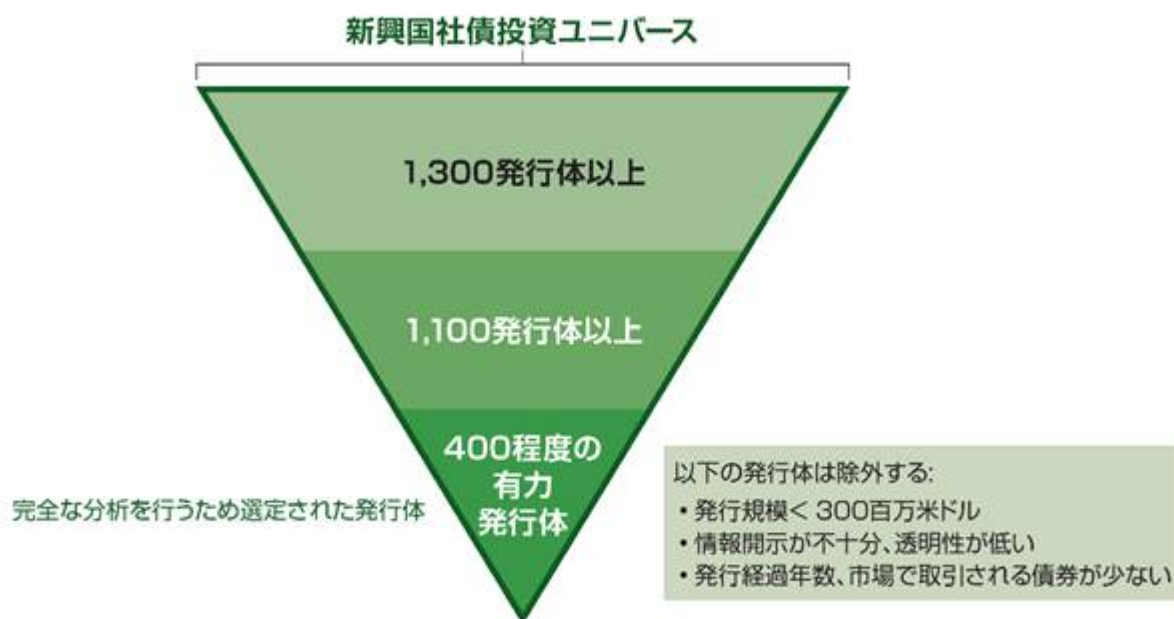 新興国社債投資ユニバース
1,300発行体以上
1,100発行体以上
400程度の
有力
発行体
完全な分析を行うため選定された発行体
以下の発行体は除外する:
・発行規模< 300百万米ドル
・情報開示が不十分、透明性が低い
・発行経過年数、市場で取引される債券が少ない